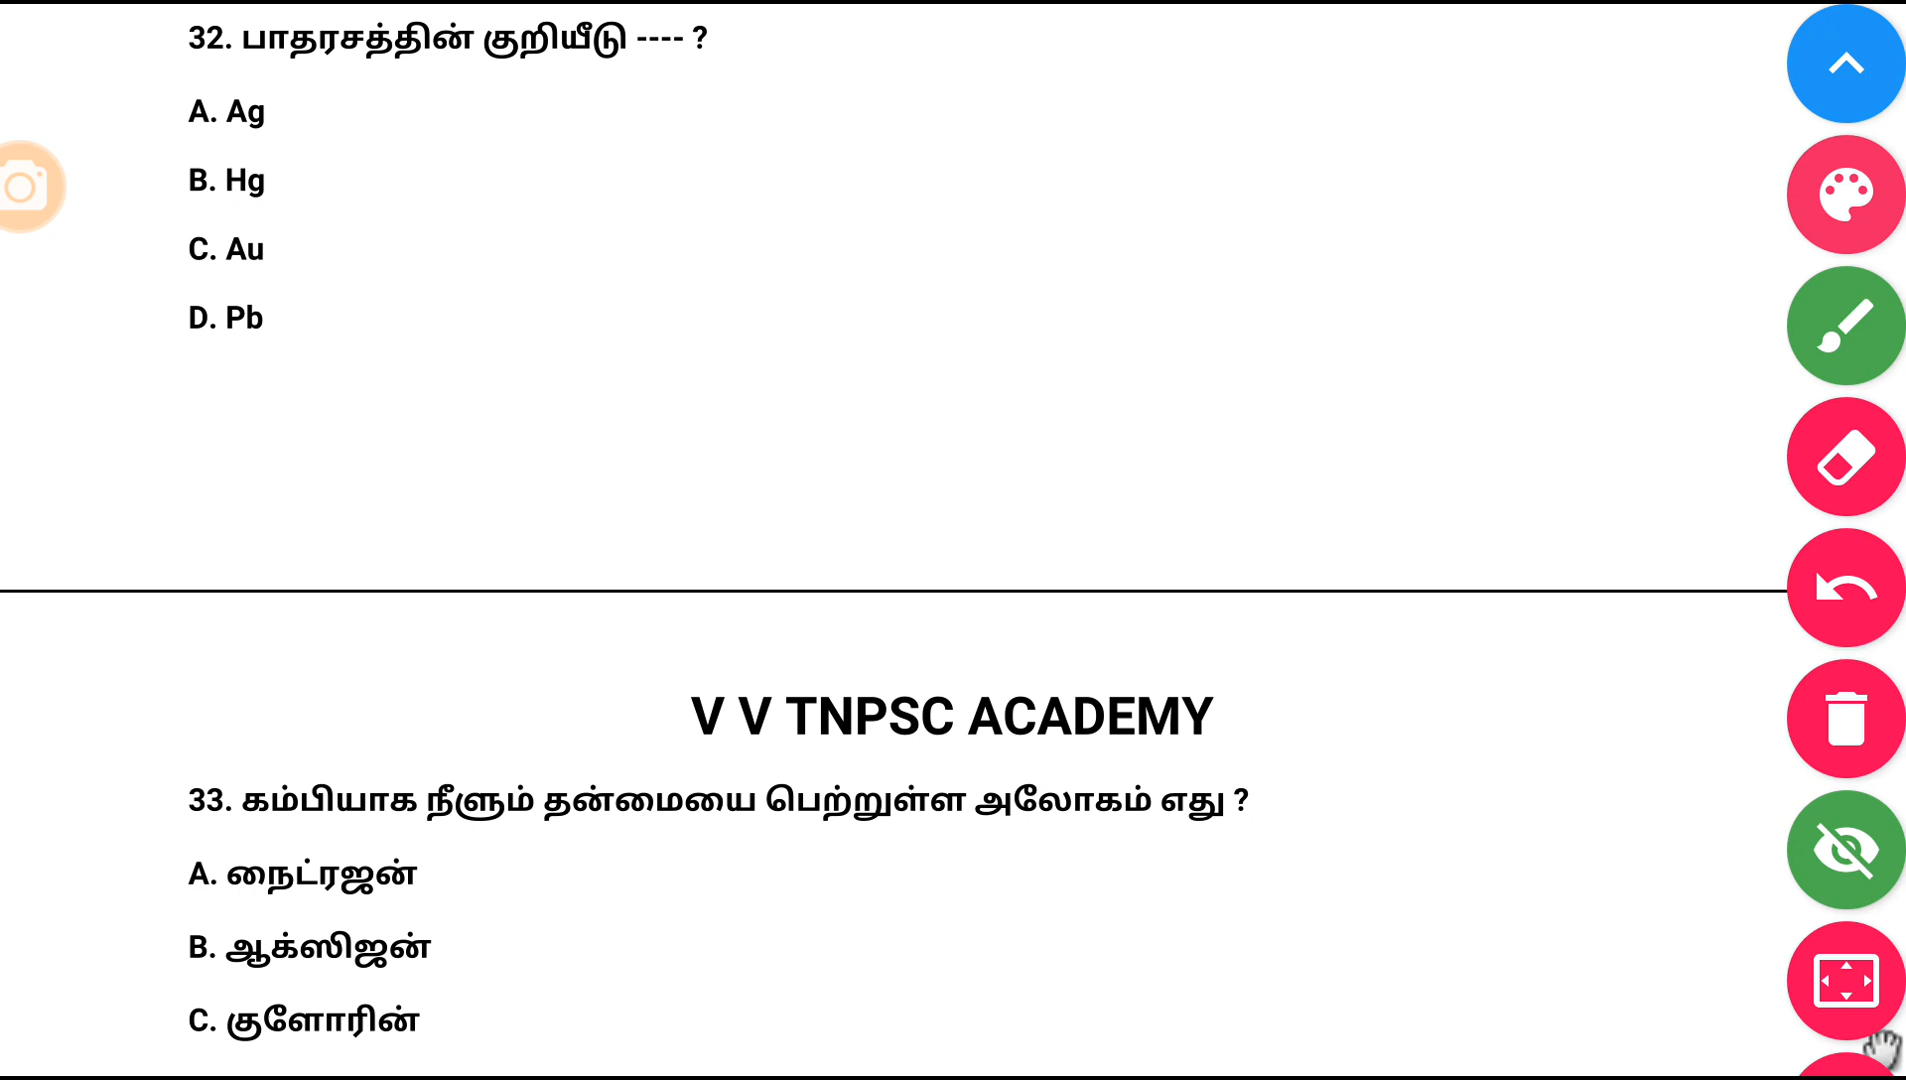 32. பாதரசத்தின் குறியீடு ---- ?
A. Ag
B. Hg
C. Au
D. Pb
V V TNPSC ACADEMY
33. கம்பியாக நீளும் தன்மையை பெற்றுள்ள அலோகம் எது ?
A. நைட்ரஜன்
B. ஆக்ஸிஜன்
C. குளோரின்